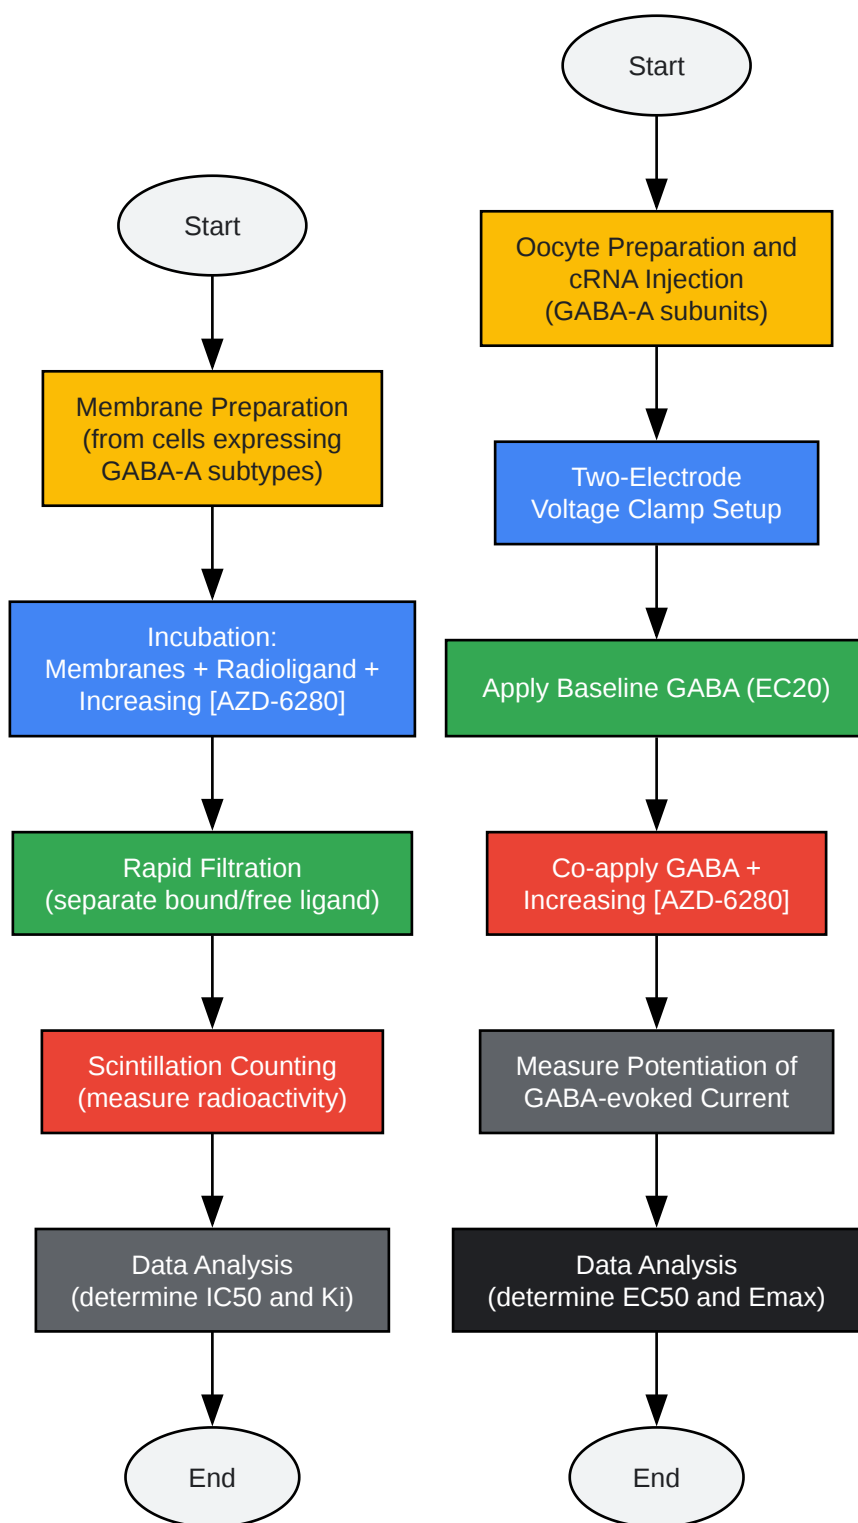 Start
Membrane Preparation
(from cells expressing
GABA-A subtypes)
Incubation:
Membranes + Radioligand +
Increasing [AZD-6280]
Rapid Filtration
(separate bound/free ligand)
Scintillation Counting
(measure radioactivity)
Data Analysis
(determine IC50 and Ki)
End
Start
Oocyte Preparation and
cRNA Injection
(GABA-A subunits)
Two-Electrode
Voltage Clamp Setup
Apply Baseline GABA (EC20)
Co-apply GABA +
Increasing [AZD-6280]
Measure Potentiation of
GABA-evoked Current
Data Analysis
(determine EC50 and Emax)
End